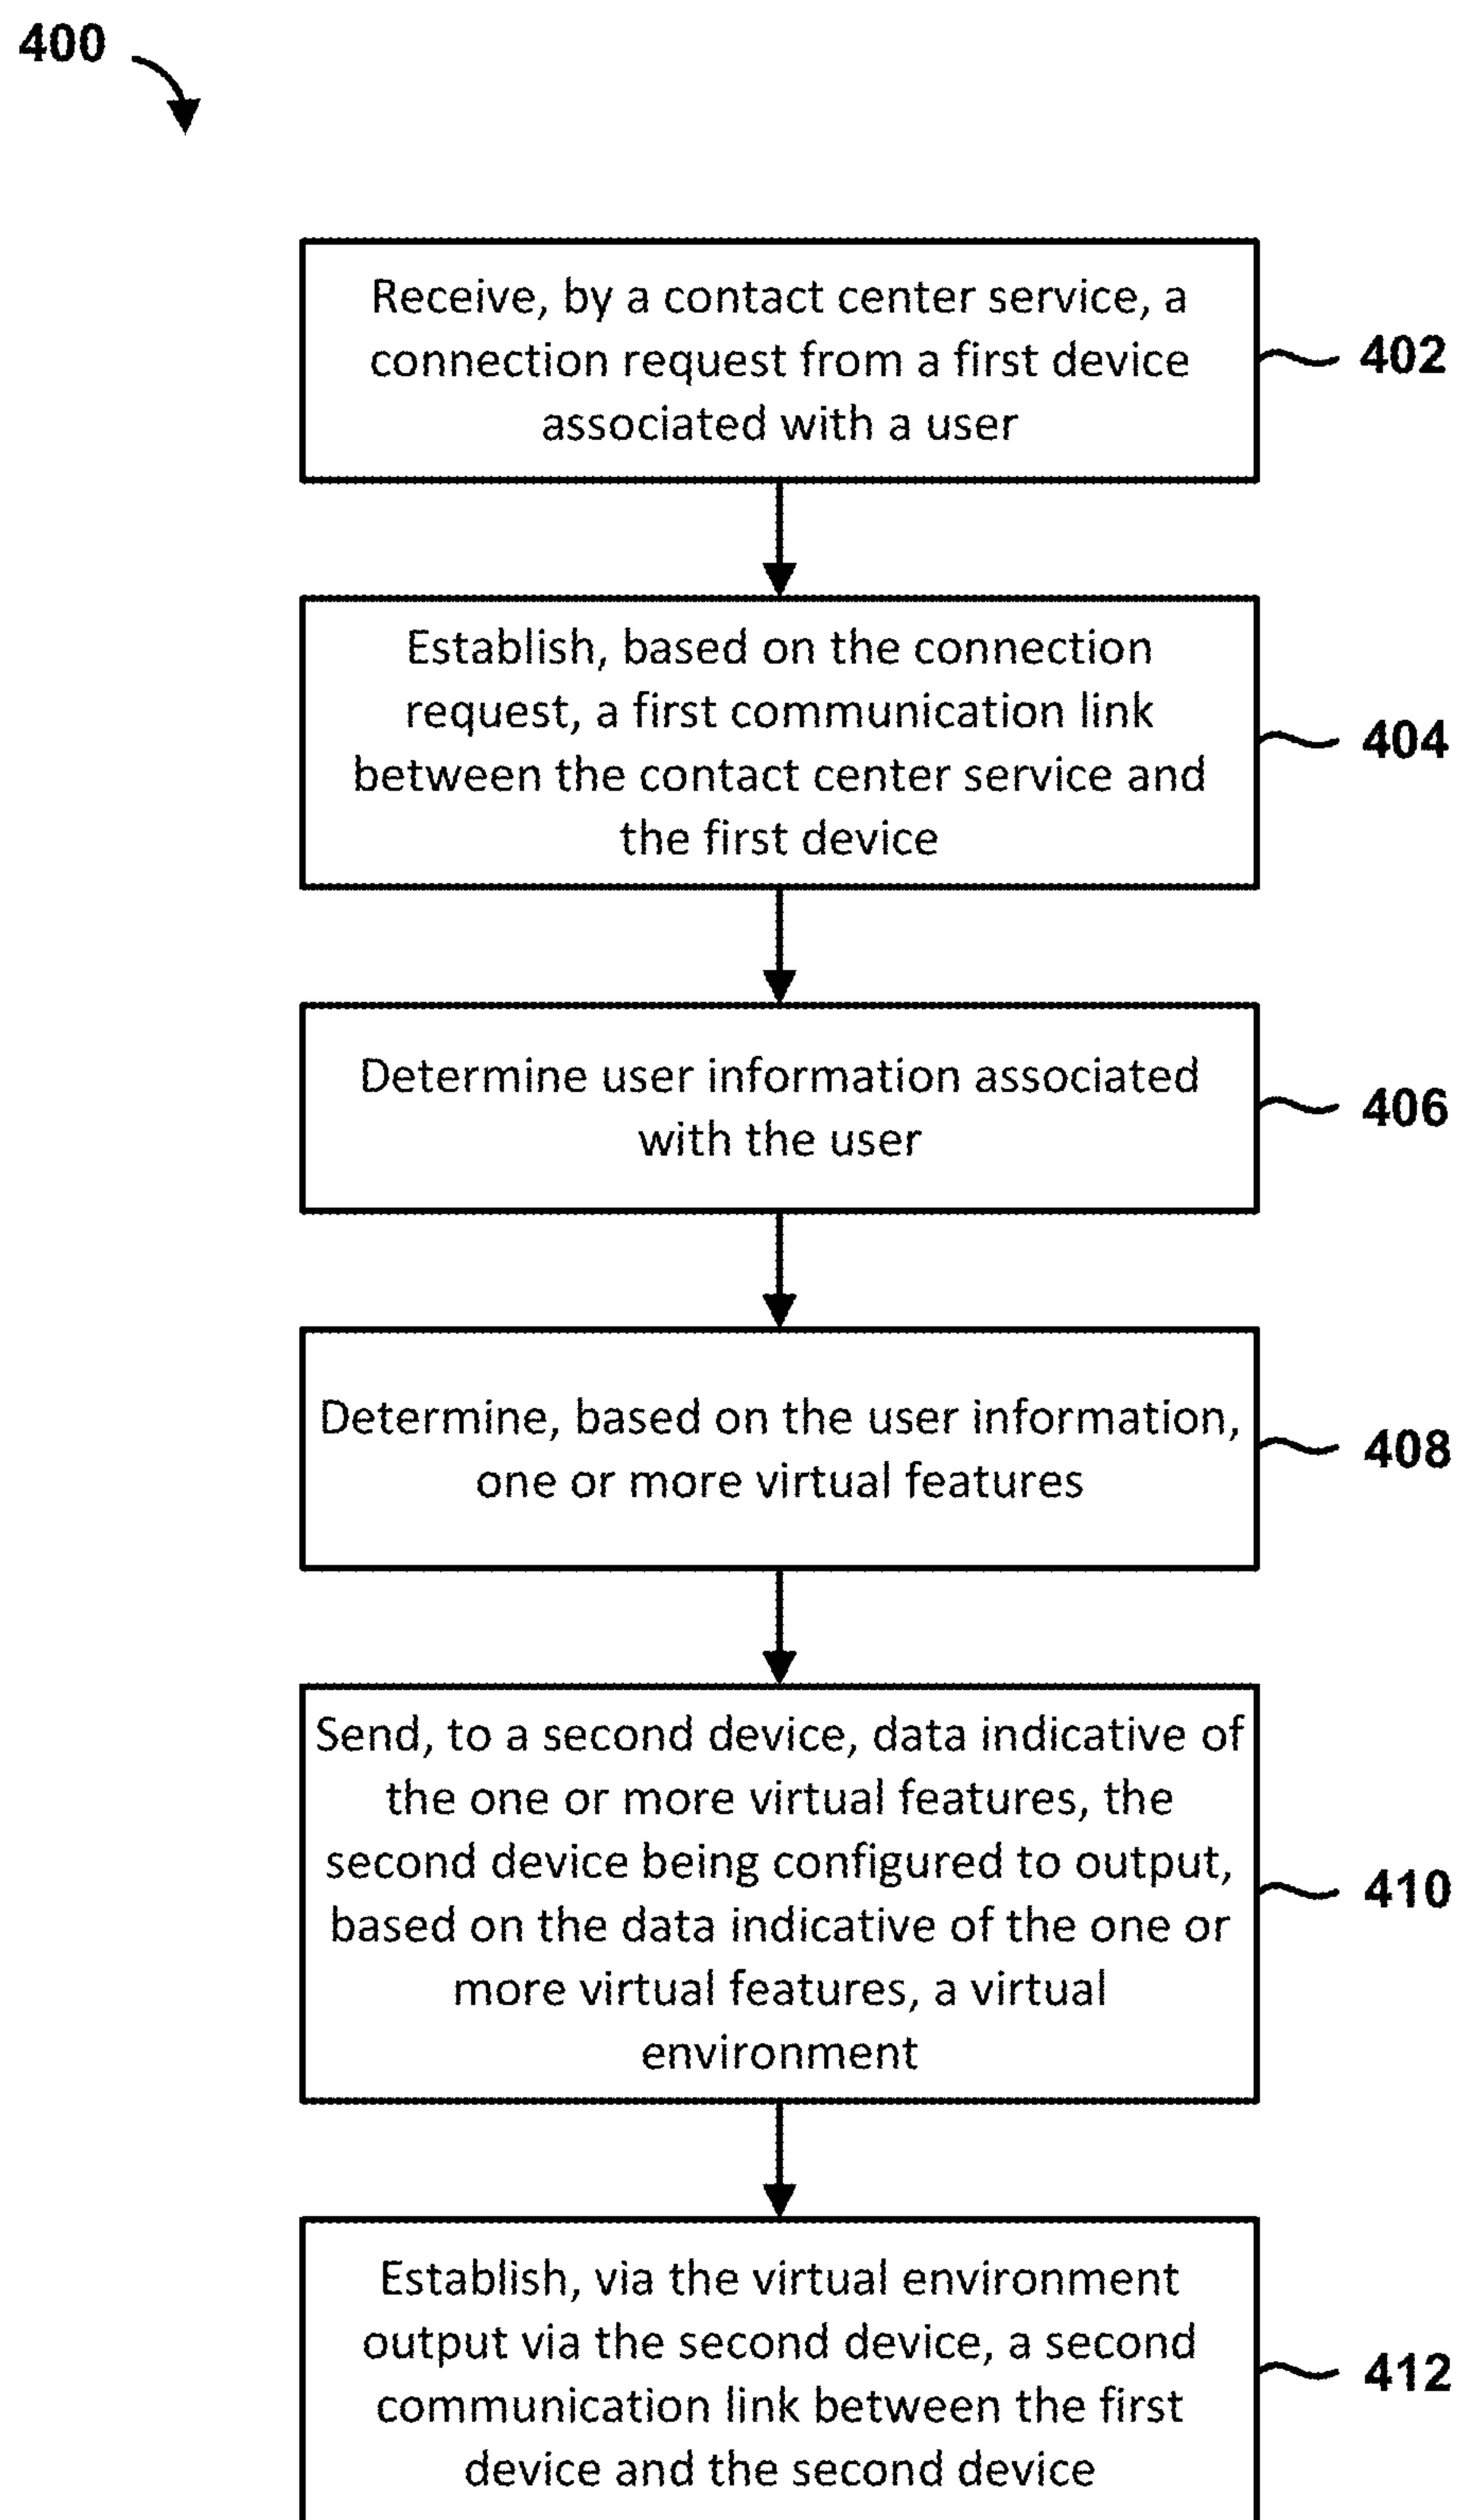 400
Receive, by a contact center service, a
connection request from a first device
associated with a user
402
Establish, based on the connection
request, a first communication link
between the contact center service and
the first device
404
Determine user information associated
with the user
406
Determine, based on the user information,
one or more virtual features
408
Send, to a second device, data indicative of
the one or more virtual features, the
second device being configured to output,
based on the data indicative of the one or
more virtual features, a virtual
environment
410
Establish, via the virtual environment
output via the second device, a second
communication link between the first
device and the second device
412